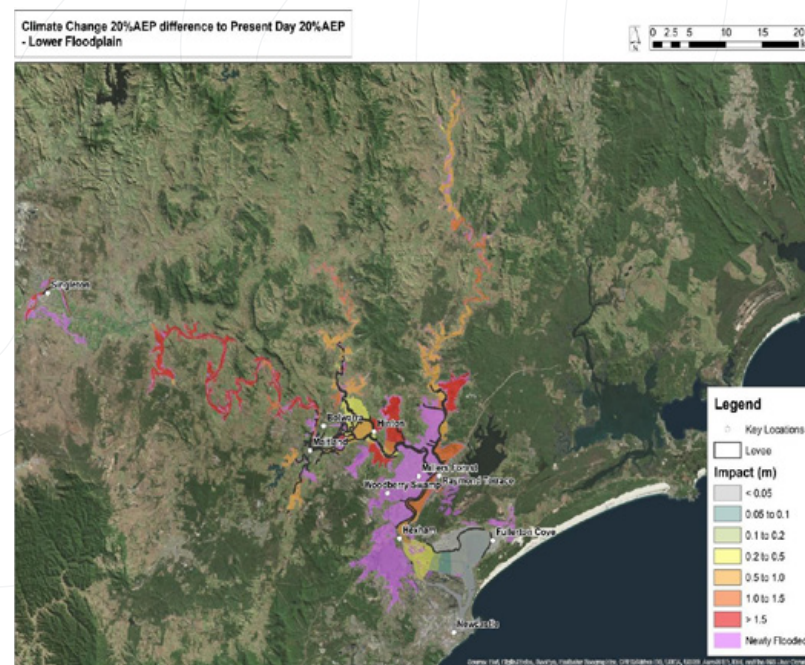 Climate Change 20%AEP difference to Present Day 20%AEP
- Lower Floodplain
N
0 2.5 5 10 15 20
Singleton
Bolwarra
Hinton
Maitland
Millers Forest
Raymond Terrace
Woodberry Swamp
Hexham
Fullerton Cove
Newcastle
Legend
Key Locations
Levee
Impact (m)
< 0.05
0.05 to 0.1
0.1 to 0.2
0.2 to 0.5
0.5 to 1.0
1.0 to 1.5
> 1.5
Newly Flooded